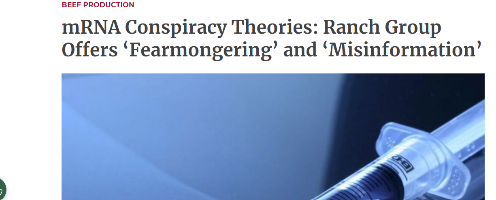 BEEF PRODUCTION
mRNA Conspiracy Theories: Ranch Group
Offers ‘Fearmongering’ and ‘Misinformation’